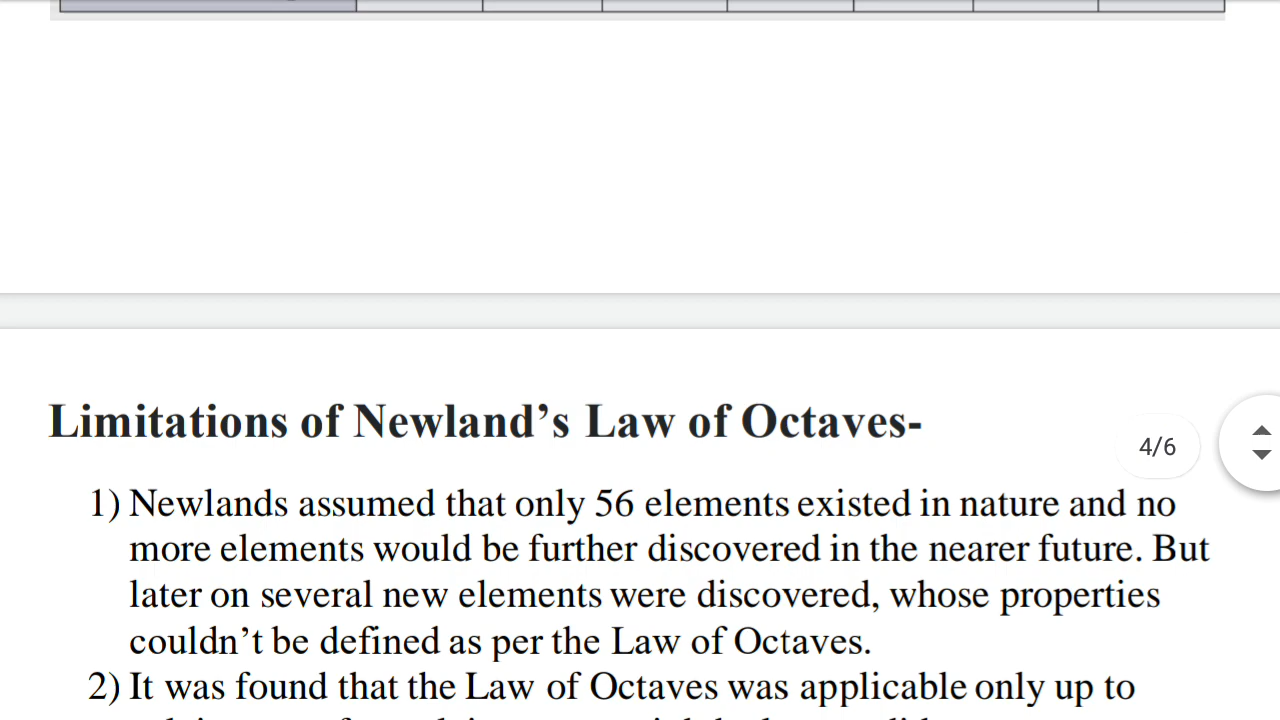 Limitations of Newland’s Law of Octaves-
4/6
1) Newlands assumed that only 56 elements existed in nature and no
more elements would be further discovered in the nearer future. But
later on several new elements were discovered, whose properties
couldn’t be defined as per the Law of Octaves.
2) It was found that the Law of Octaves was applicable only up to